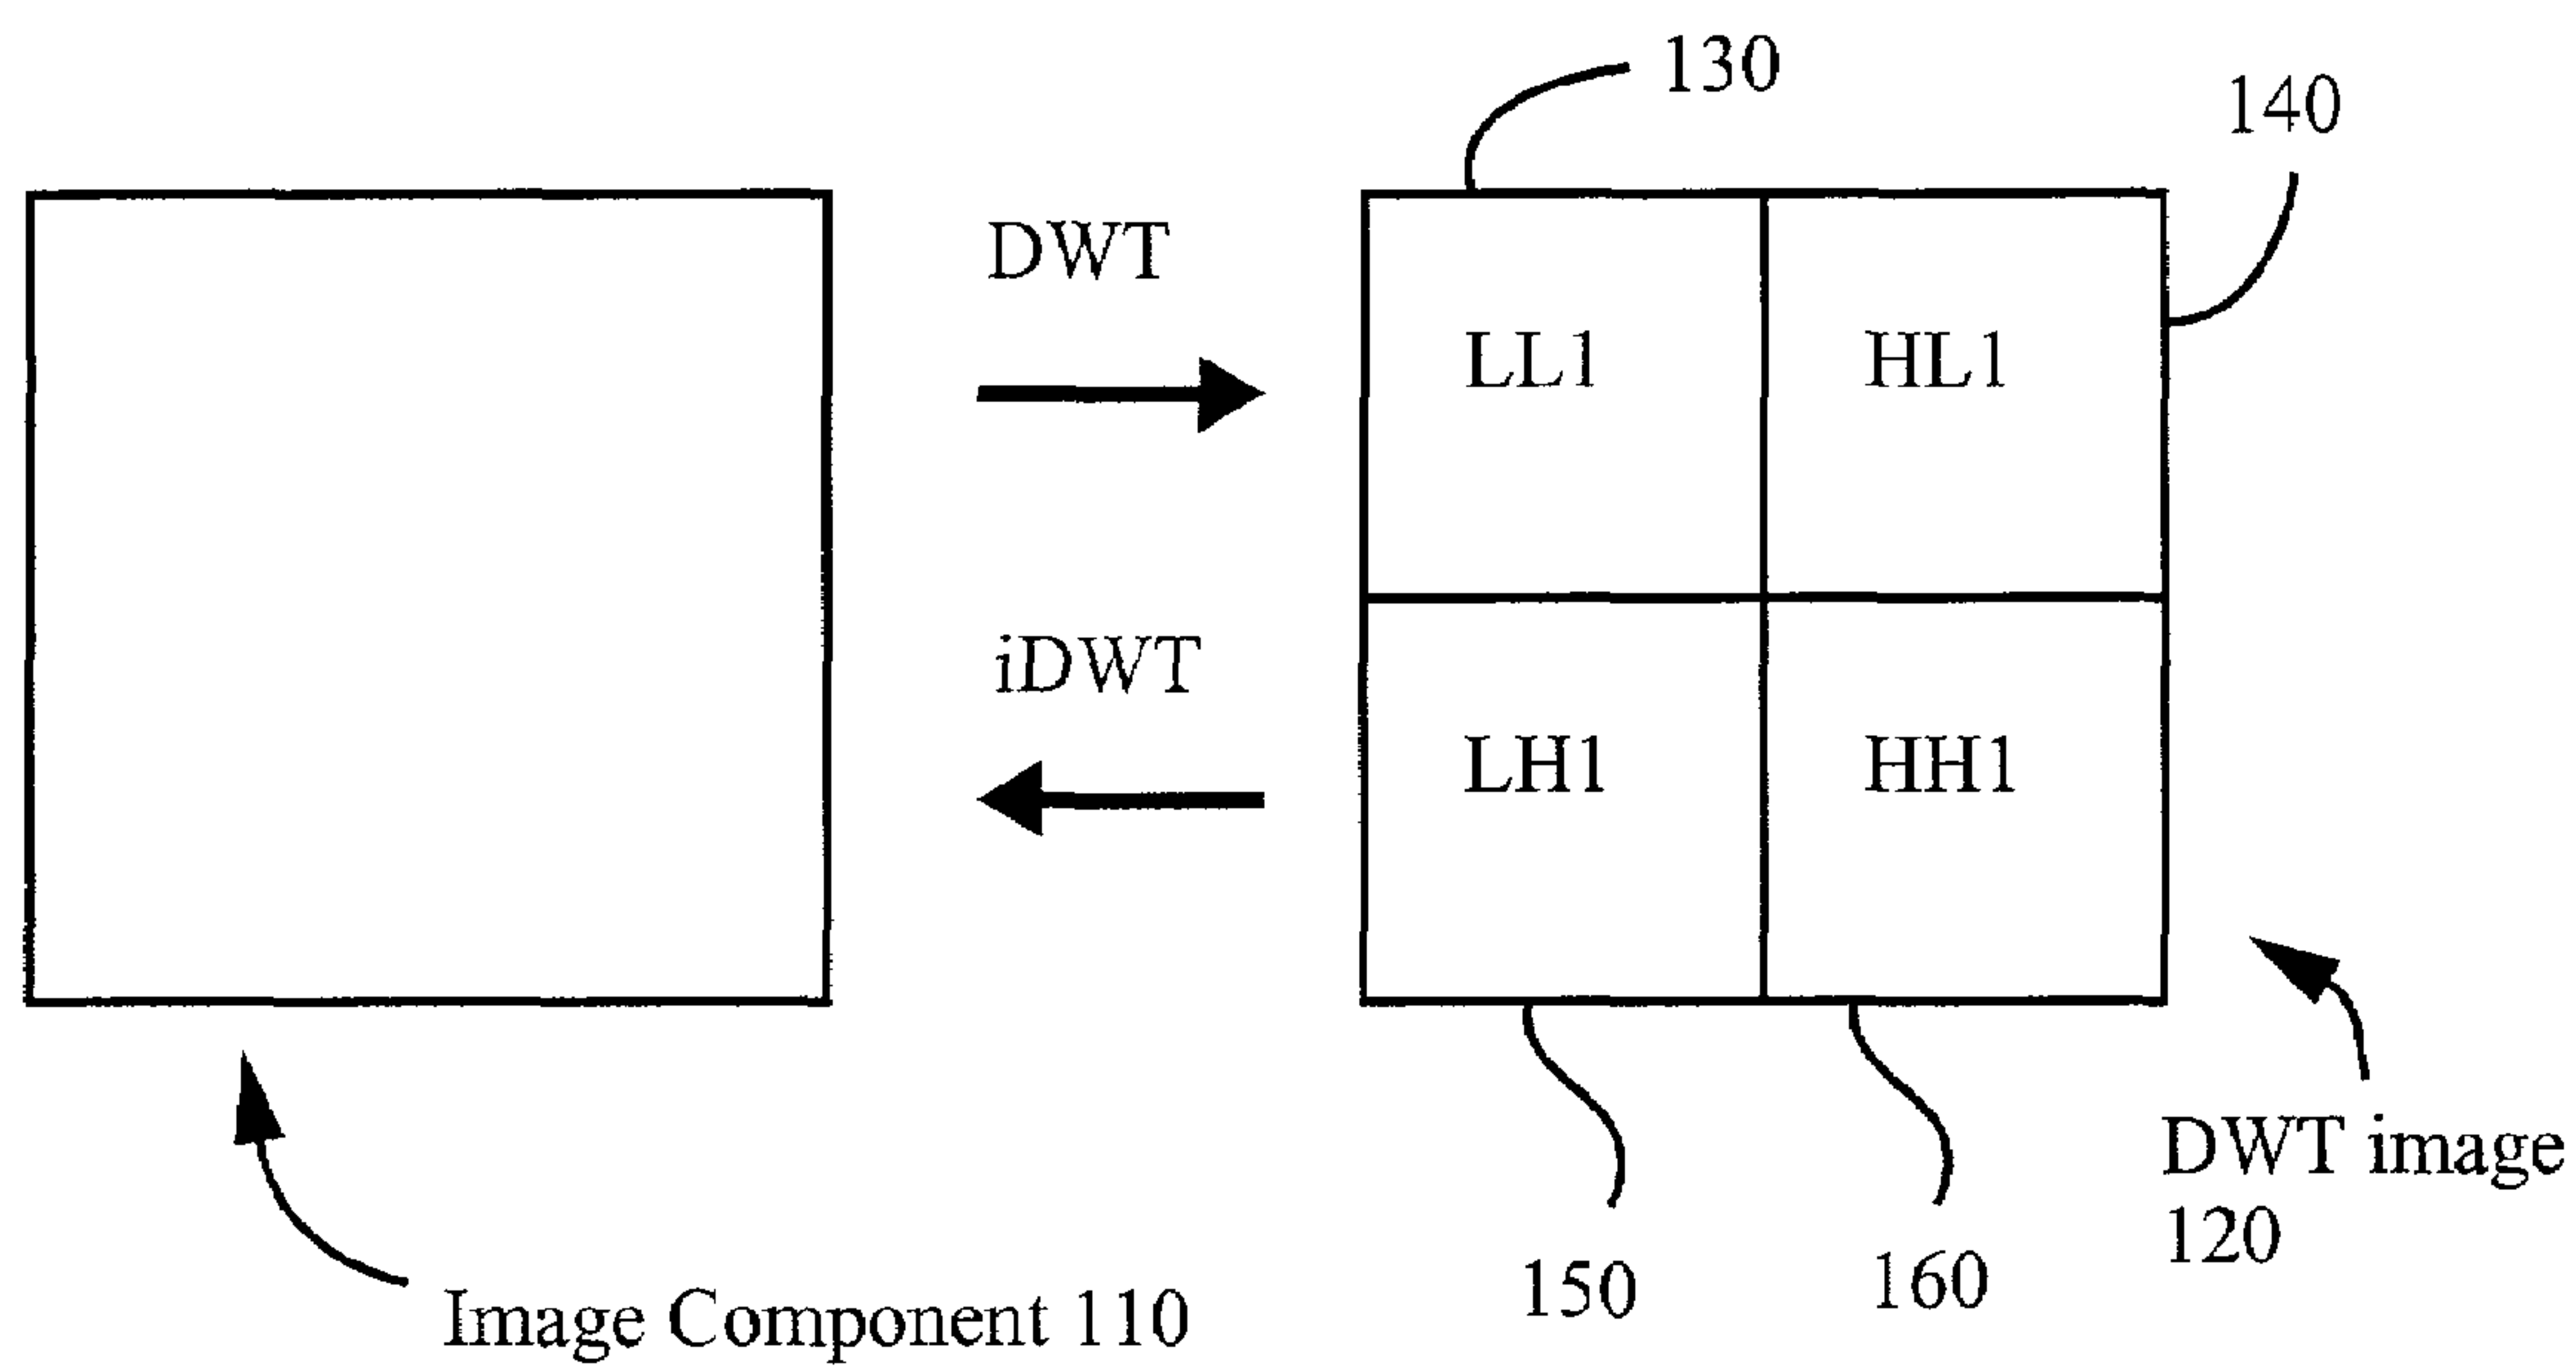 130
140
DWT
LL1
HL1
iDWT
LH1
HH1
DWT image
120
150
160
Image Component 110